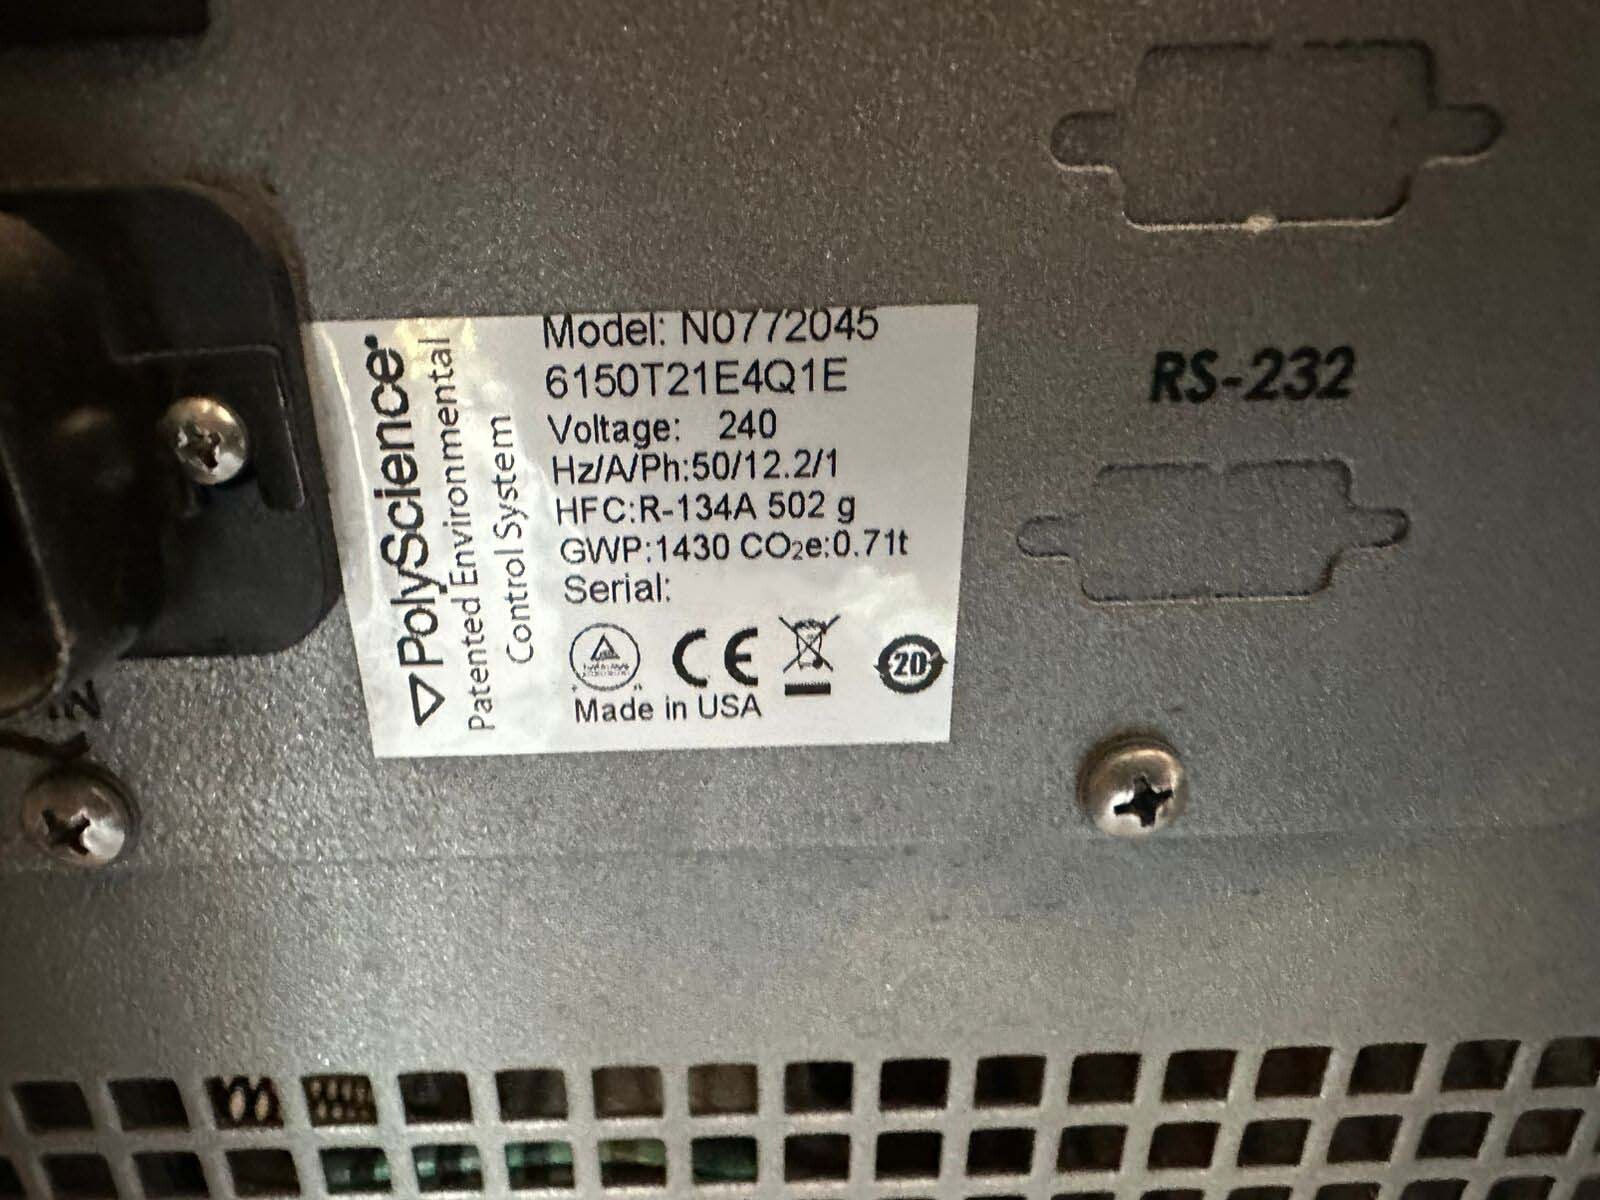 PolyScience®
Patented Environmental
Control System
Model: N0772045
6150T21E4Q1E
Voltage: 240
Hz/A/Ph:50/12.2/1
HFC:R-134A 502 g
GWP:1430 CO₂e:0.71t
Serial:
CE
20
Made in USA
RS-232
IN